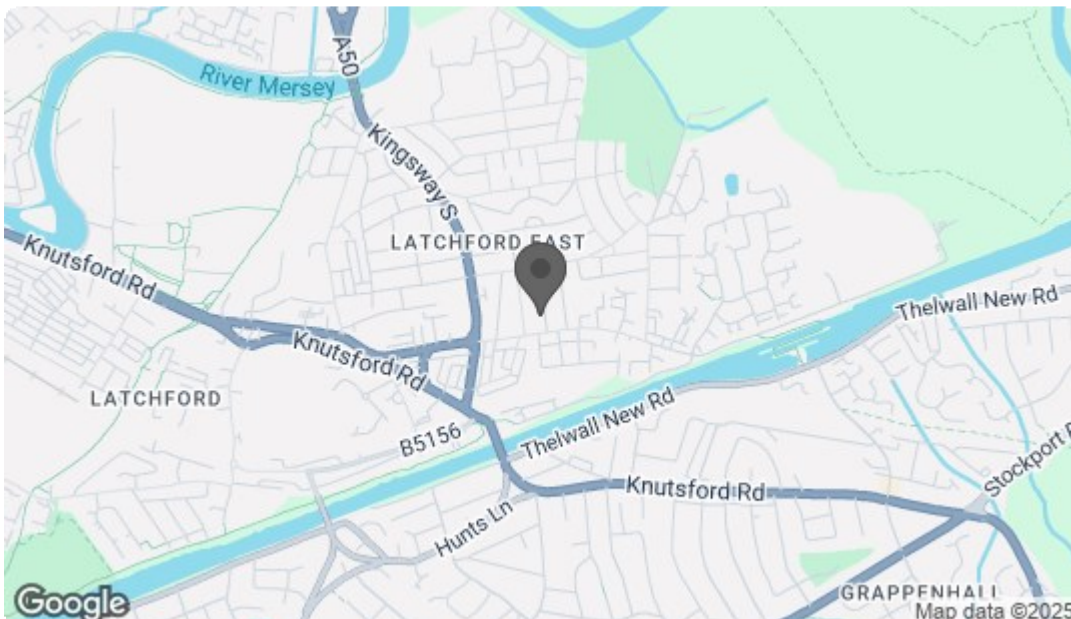 A50
River Mersey
Kingsway S
LATCHFORD EAST
Knutsford Rd
Thelwall New Rd
Knutsford Rd
LATCHFORD
B5156
Thelwall New Rd
Stockport R
Knutsford Rd
Hunts Ln
GRAPPENHALL
Google
Map data ©2025